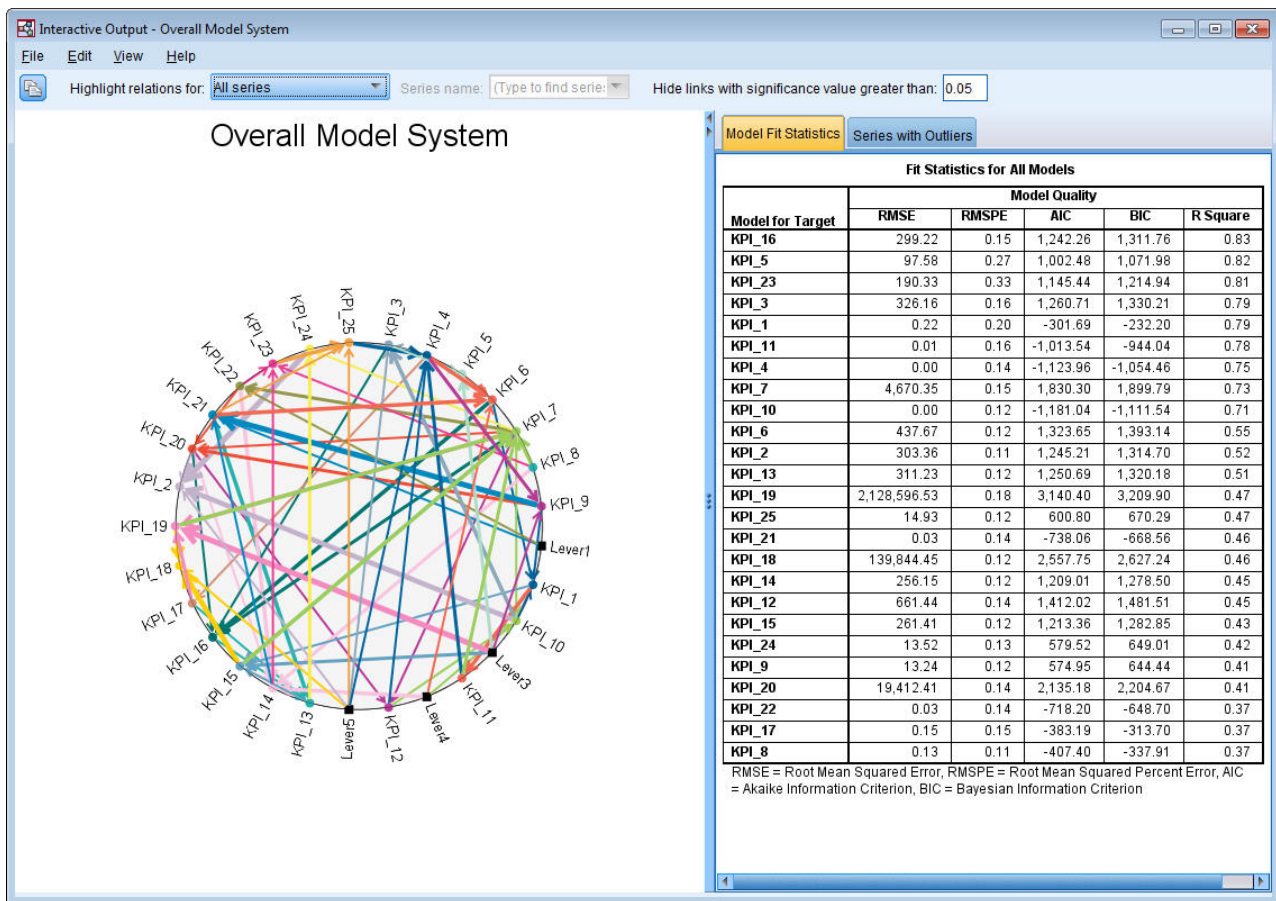 Interactive Output - Overall Model System
File Edit View Help
Highlight relations for: All series Series name: (Type to find serie: Hide links with significance value greater than: 0.05
Overall Model System
KPI_3
KPI_4
KPI_5
KPI_6
KPI_7
KPI_8
KPI_9
Lever1
KPI_1
KPI_10
Lever3
KPI_11
Lever4
KPI_12
Lever5
KPI_13
KPI_14
KPI_15
KPI_16
KPI_17
KPI_18
KPI_19
KPI_2
KPI_20
KPI_21
KPI_22
KPI_23
KPI_24
KPI_25
Model Fit Statistics Series with Outliers
Fit Statistics for All Models
Model Quality
Model for Target RMSE RMSPE AIC BIC R Square
KPI_16 299.22 0.15 1,242.26 1,311.76 0.83
KPI_5 97.58 0.27 1,002.48 1,071.98 0.82
KPI_23 190.33 0.33 1,145.44 1,214.94 0.81
KPI_3 326.16 0.16 1,260.71 1,330.21 0.79
KPI_1 0.22 0.20 -301.69 -232.20 0.79
KPI_11 0.01 0.16 -1,013.54 -944.04 0.78
KPI_4 0.00 0.14 -1,123.96 -1,054.46 0.75
KPI_7 4,670.35 0.15 1,830.30 1,899.79 0.73
KPI_10 0.00 0.12 -1,181.04 -1,111.54 0.71
KPI_6 437.67 0.12 1,323.65 1,393.14 0.55
KPI_2 303.36 0.11 1,245.21 1,314.70 0.52
KPI_13 311.23 0.12 1,250.69 1,320.18 0.51
KPI_19 2,128,596.53 0.18 3,140.40 3,209.90 0.47
KPI_25 14.93 0.12 600.80 670.29 0.47
KPI_21 0.03 0.14 -738.06 -668.56 0.46
KPI_18 139,844.45 0.12 2,557.75 2,627.24 0.46
KPI_14 256.15 0.12 1,209.01 1,278.50 0.45
KPI_12 661.44 0.14 1,412.02 1,481.51 0.45
KPI_15 261.41 0.12 1,213.36 1,282.85 0.43
KPI_24 13.52 0.13 579.52 649.01 0.42
KPI_9 13.24 0.12 574.95 644.44 0.41
KPI_20 19,412.41 0.14 2,135.18 2,204.67 0.41
KPI_22 0.03 0.14 -718.20 -648.70 0.37
KPI_17 0.15 0.15 -383.19 -313.70 0.37
KPI_8 0.13 0.11 -407.40 -337.91 0.37
RMSE = Root Mean Squared Error, RMSPE = Root Mean Squared Percent Error, AIC
= Akaike Information Criterion, BIC = Bayesian Information Criterion